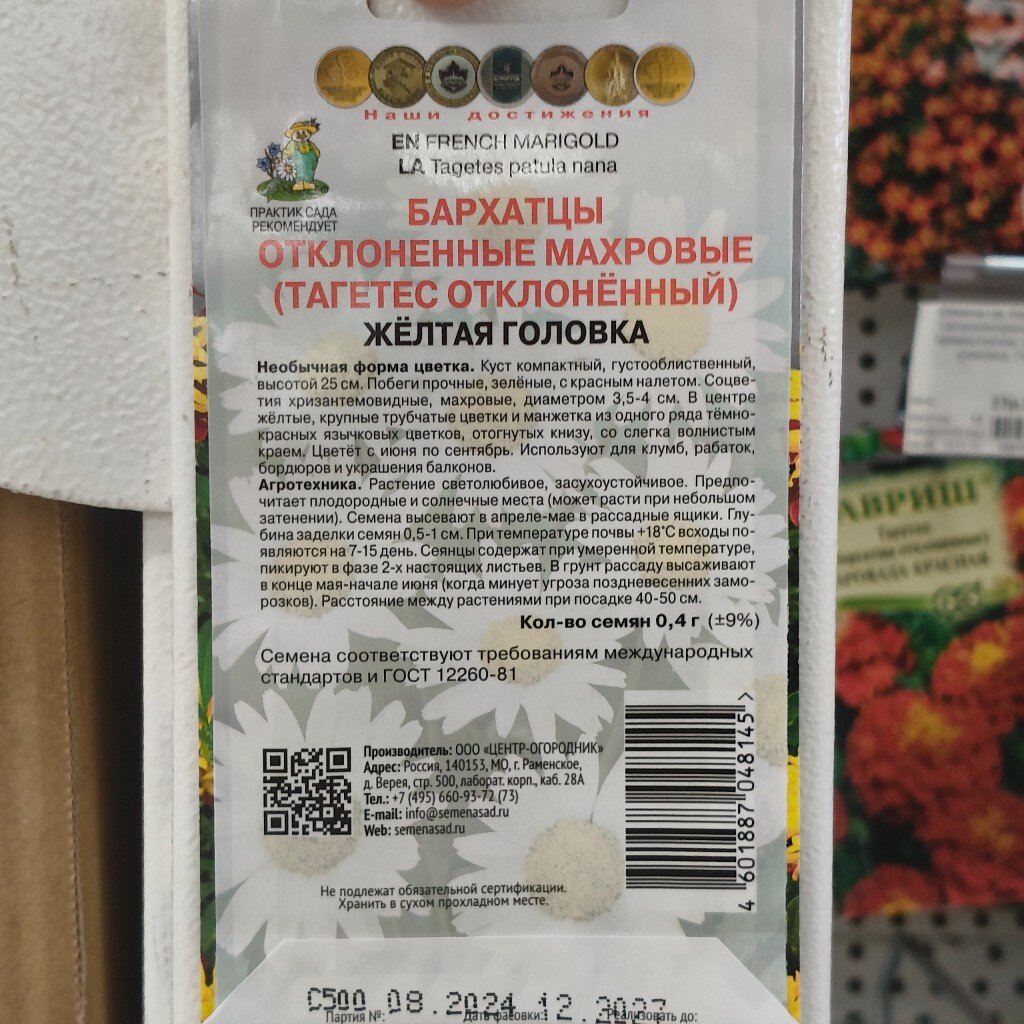 Наши достижения
EN FRENCH MARIGOLD
LA Tagetes patula nana
ПРАКТИК САДА
РЕКОМЕНДУЕТ
БАРХАТЦЫ
ОТКЛОНЕННЫЕ МАХРОВЫЕ
(ТАГЕТЕС ОТКЛОНЁННЫЙ)
ЖЁЛТАЯ ГОЛОВКА
Необычная форма цветка. Куст компактный, густооблиственный,
высотой 25 см. Побеги прочные, зелёные, с красным налетом. Соцве-
тия хризантемовидные, махровые, диаметром 3,5-4 см. В центре
жёлтые, крупные трубчатые цветки и манжетка из одного ряда тёмно-
красных язычковых цветков, отогнутых книзу, со слегка волнистым
краем. Цветёт с июня по сентябрь. Используют для клумб, рабаток,
бордюров и украшения балконов.
Агротехника. Растение светолюбивое, засухоустойчивое. Предпо-
читает плодородные и солнечные места (может расти при небольшом
затенении). Семена высевают в апреле-мае в рассадные ящики. Глу-
бина заделки семян 0,5-1 см. При температуре почвы +18°С всходы по-
являются на 7-15 день. Сеянцы содержат при умеренной температуре,
пикируют в фазе 2-х настоящих листьев. В грунт рассаду высаживают
в конце мая-начале июня (когда минует угроза поздневесенних замо-
розков). Расстояние между растениями при посадке 40-50 см.
Кол-во семян 0,4 г (±9%)
Семена соответствуют требованиям международных
стандартов и ГОСТ 12260-81
Производитель: ООО «ЦЕНТР-ОГОРОДНИК»
Адрес: Россия, 140153, МО, г. Раменское,
д. Верея, стр. 500, лаборат. корп., каб. 28А
Тел.: +7 (495) 660-93-72 (73)
E-mail: info@semenasad.ru
Web: semenasad.ru
4 601887 048145 >
Не подлежат обязательной сертификации.
Хранить в сухом прохладном месте.
C500 08.2024 12.2027
Партия №: Дата фасовки: Реализовать до:
АВРИШ
КРАСНАЯ